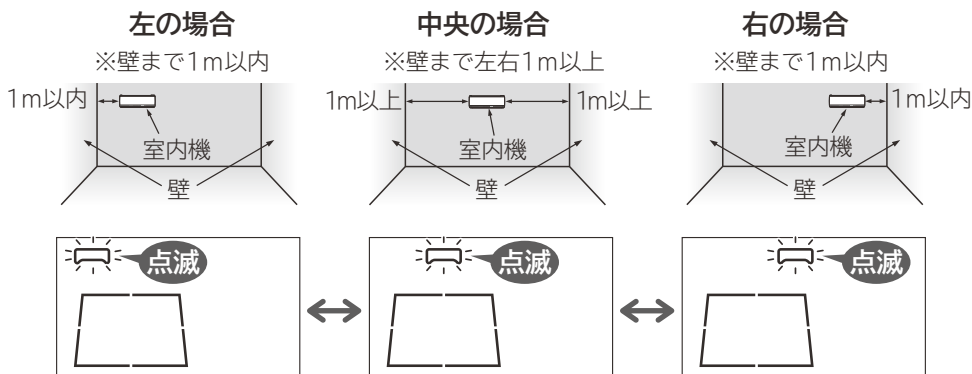 左の場合
※壁まで1m以内
1m以内
室内機
壁
点滅
中央の場合
※壁まで左右1m以上
1m以上
1m以上
室内機
壁
点滅
右の場合
※壁まで1m以内
1m以内
室内機
壁
点滅